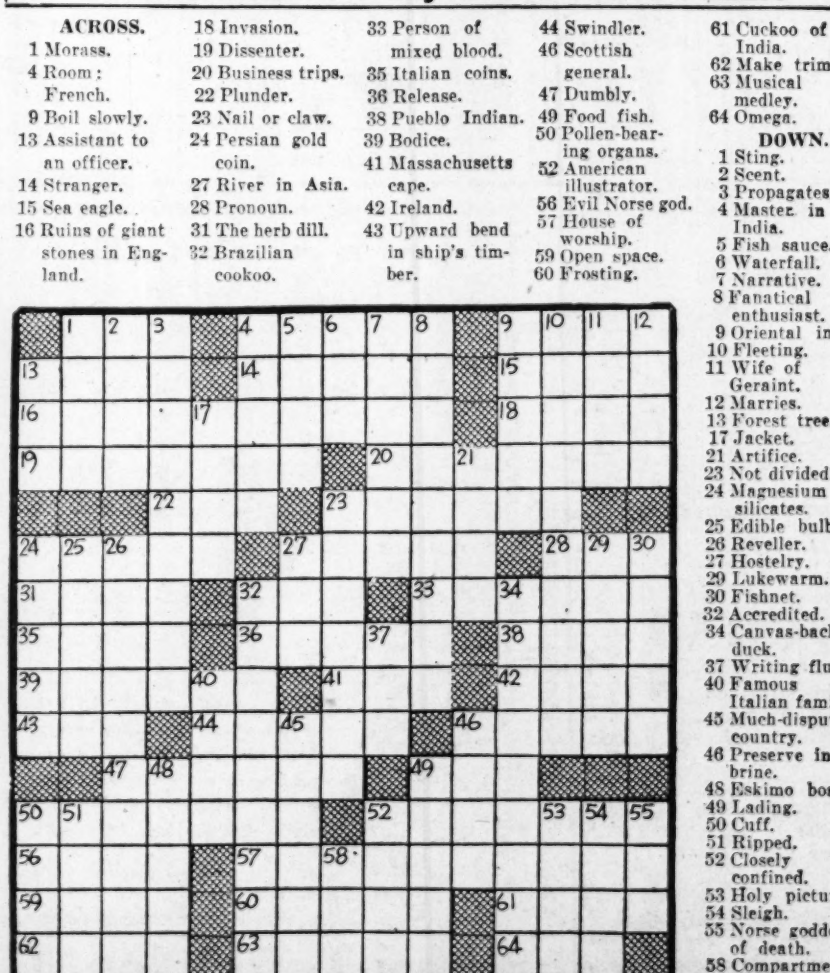 ACROSS.
1 Morass.
4 Room:
French.
9 Boil slowly.
13 Assistant to
an officer.
14 Stranger.
15 Sea eagle.
16 Ruins of giant
stones in Eng-
land.
18 Invasion.
19 Dissenter.
20 Business trips.
22 Plunder.
23 Nail or claw.
24 Persian gold
coin.
27 River in Asia.
28 Pronoun.
31 The herb dill.
32 Brazilian
cookoo.
33 Person of
mixed blood.
35 Italian coins.
36 Release.
38 Pueblo Indian.
39 Bodice.
41 Massachusetts
cape.
42 Ireland.
43 Upward bend
in ship's tim-
ber.
44 Swindler.
46 Scottish
general.
47 Dumbly.
49 Food fish.
50 Pollen-bear-
ing organs.
52 American
illustrator.
56 Evil Norse god.
57 House of
worship.
59 Open space.
60 Frosting.
61 Cuckoo of
India.
62 Make trim
63 Musical
medley.
64 Omega.
DOWN.
1 Sting.
2 Scent.
3 Propagates
4 Master in
India.
5 Fish sauce.
6 Waterfall.
7 Narrative.
8 Fanatical
enthusiast.
9 Oriental in
10 Fleeting.
11 Wife of
Geraint.
12 Marries.
13 Forest tree
17 Jacket.
21 Artifice.
23 Not divided
24 Magnesium
silicates.
25 Edible bulb
26 Reveller.
27 Hostelry.
29 Lukewarm.
30 Fishnet.
32 Accredited.
34 Canvas-back
duck.
37 Writing flu
40 Famous
Italian fam
45 Much-disput
country.
46 Preserve in
brine.
48 Eskimo boa
49 Lading.
50 Cuff.
51 Ripped.
52 Closely
confined.
53 Holy pictu
54 Sleigh.
55 Norse godde
of death.
58 Compartme
1 2 3 4 5 6 7 8 9 10 11 12
13 14 15
16 17 18
19 20 21
22 23
24 25 26 27 28 29 30
31 32 33 34
35 36 37 38
39 40 41 42
43 44 45 46
47 48 49
50 51 52 53 54 55
56 57 58
59 60 61
62 63 64